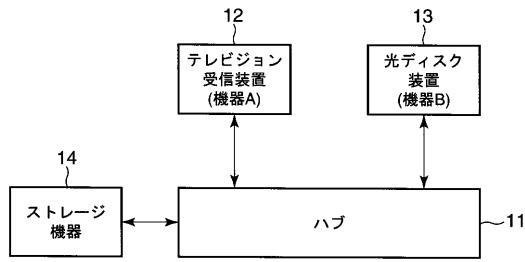 12
テレビジョン
受信装置
(機器A)
13
光ディスク
装置
(機器B)
14
ストレージ
機器
ハブ
11